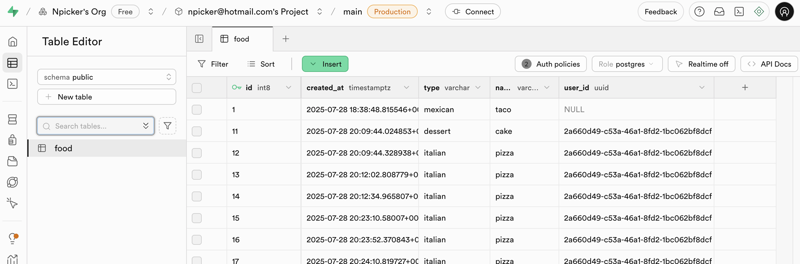 Npicker's Org Free npicker@hotmail.com's Project main Production Connect Feedback
Table Editor
food
Filter Sort Insert 2 Auth policies Role postgres Realtime off API Docs
schema public
New table
Search tables...
food
id int8 created_at timestamptz type varchar na... varc... user_id uuid
1 2025-07-28 18:38:48.815546+00 mexican taco NULL
11 2025-07-28 20:09:44.024853+0 dessert cake 2a660d49-c53a-46a1-8fd2-1bc062bf8dcf
12 2025-07-28 20:09:44.328938+0 italian pizza 2a660d49-c53a-46a1-8fd2-1bc062bf8dcf
13 2025-07-28 20:12:02.808779+0 italian pizza 2a660d49-c53a-46a1-8fd2-1bc062bf8dcf
14 2025-07-28 20:12:34.965807+0 italian pizza 2a660d49-c53a-46a1-8fd2-1bc062bf8dcf
15 2025-07-28 20:23:10.58007+00 italian pizza 2a660d49-c53a-46a1-8fd2-1bc062bf8dcf
16 2025-07-28 20:23:52.370843+0 italian pizza 2a660d49-c53a-46a1-8fd2-1bc062bf8dcf
17 2025-07-28 20:24:10.819727+00 italian pizza 2a660d49-c53a-46a1-8fd2-1bc062bf8dcf